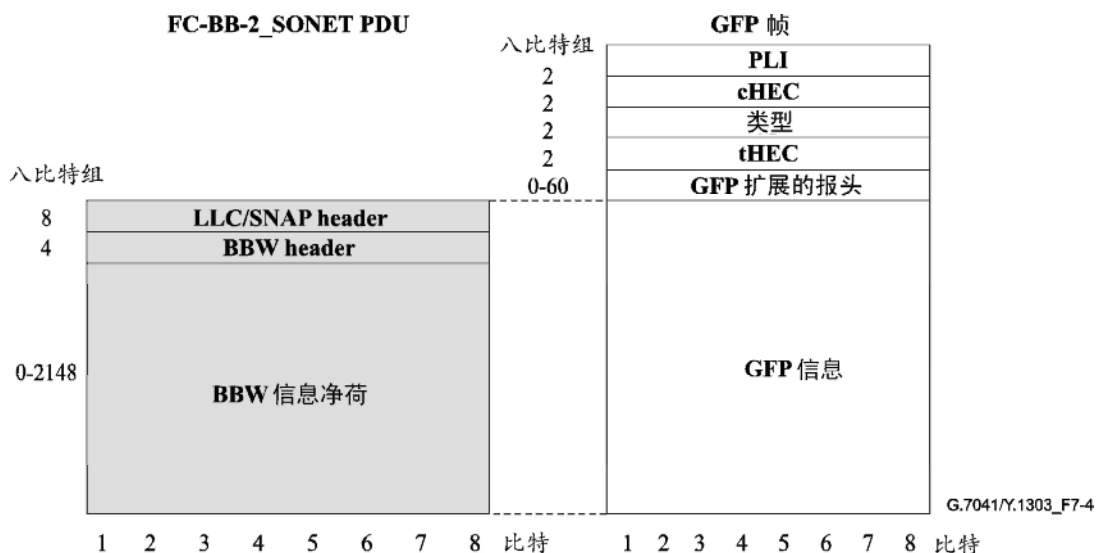 FC-BB-2_SONET PDU
GFP 帧
八比特组
PLI
2
cHEC
2
类型
2
tHEC
2
八比特组
0-60
GFP 扩展的报头
8
LLC/SNAP header
4
BBW header
0-2148
BBW 信息净荷
GFP 信息
G.7041/Y.1303_F7-4
1 2 3 4 5 6 7 8 比特
1 2 3 4 5 6 7 8 比特